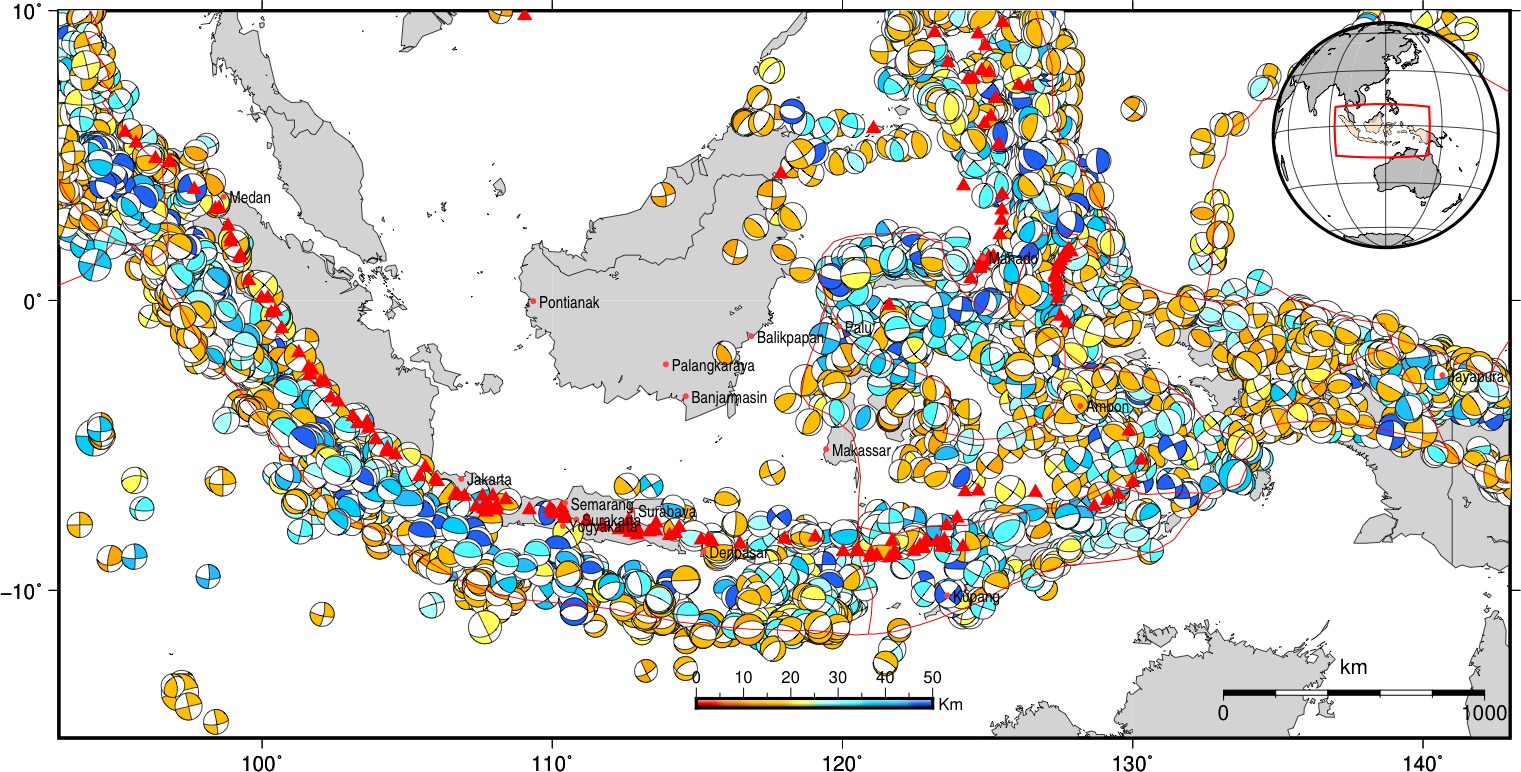 10°
Medan
Manado
0°
Pontianak
Palu
Balikpapan
Palangkaraya
Jayapura
Banjarmasin
Ambon
Makassar
Jakarta
Semarang
Surabaya
Surakarta
Yogyakarta
Denpasar
−10°
Kupang
km
0 10 20 30 40 50
Km
0 1000
100° 110° 120° 130° 140°